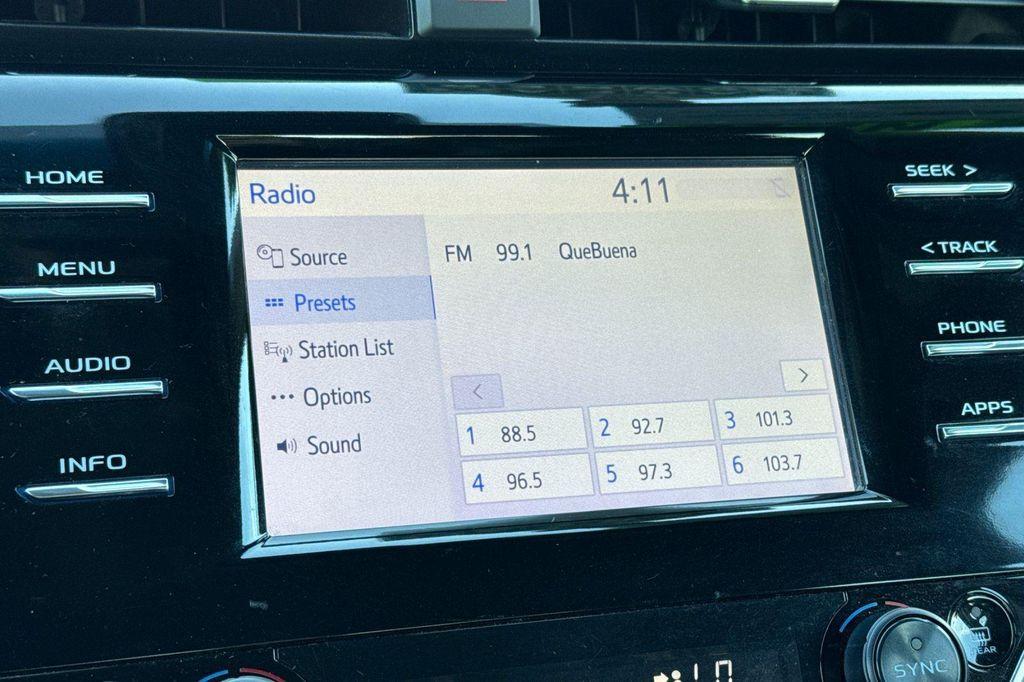 HOME
MENU
AUDIO
INFO
Radio 4:11
Source
Presets
Station List
Options
Sound
FM 99.1 QueBuena
< >
1 88.5 2 92.7 3 101.3
4 96.5 5 97.3 6 103.7
SEEK >
< TRACK
PHONE
APPS
SYNC
REAR